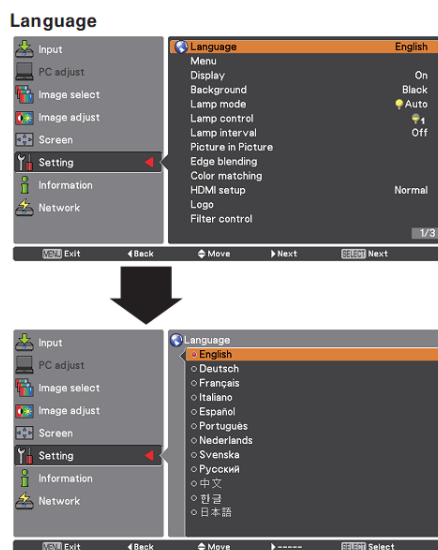 Language
Input
PC adjust
Image select
Image adjust
Screen
Setting
Information
Network
Language English
Menu
Display On
Background Black
Lamp mode Auto
Lamp control 1
Lamp interval Off
Picture in Picture
Edge blending
Color matching
HDMI setup Normal
Logo
Filter control
1/3
MENU Exit Back Move Next SELECT Next
Input
PC adjust
Image select
Image adjust
Screen
Setting
Information
Network
Language
English
Deutsch
Français
Italiano
Español
Português
Nederlands
Svenska
Русский
中文
한글
日本語
MENU Exit Back Move ----- SELECT Select